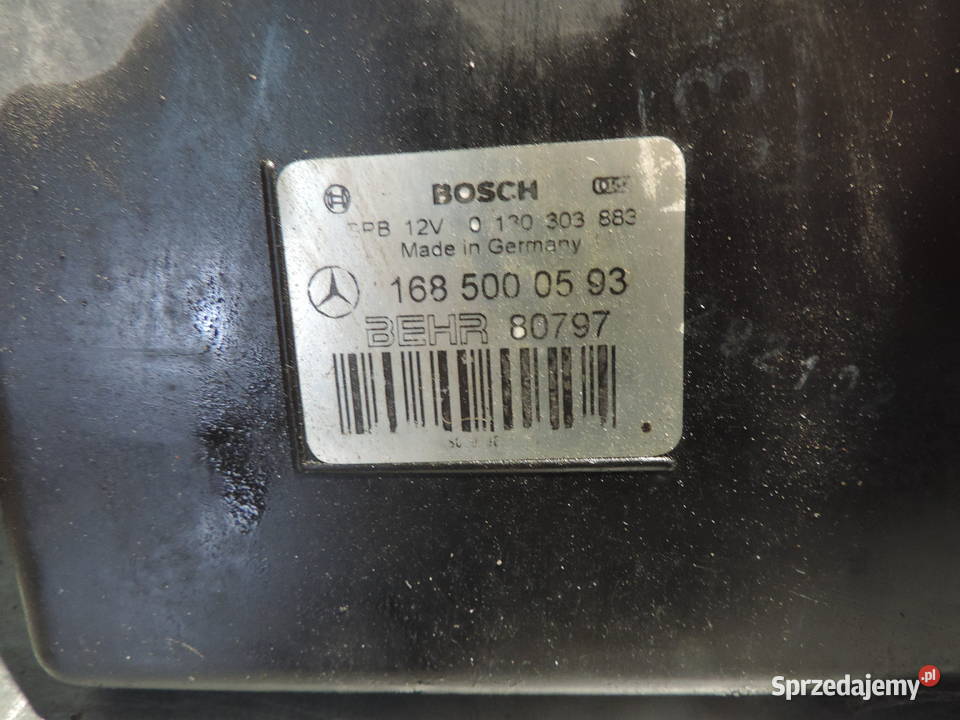 BOSCH
12V 0 130 303 883
Made in Germany
168 500 05 93
BEHR 80797
Sprzedajemy.pl